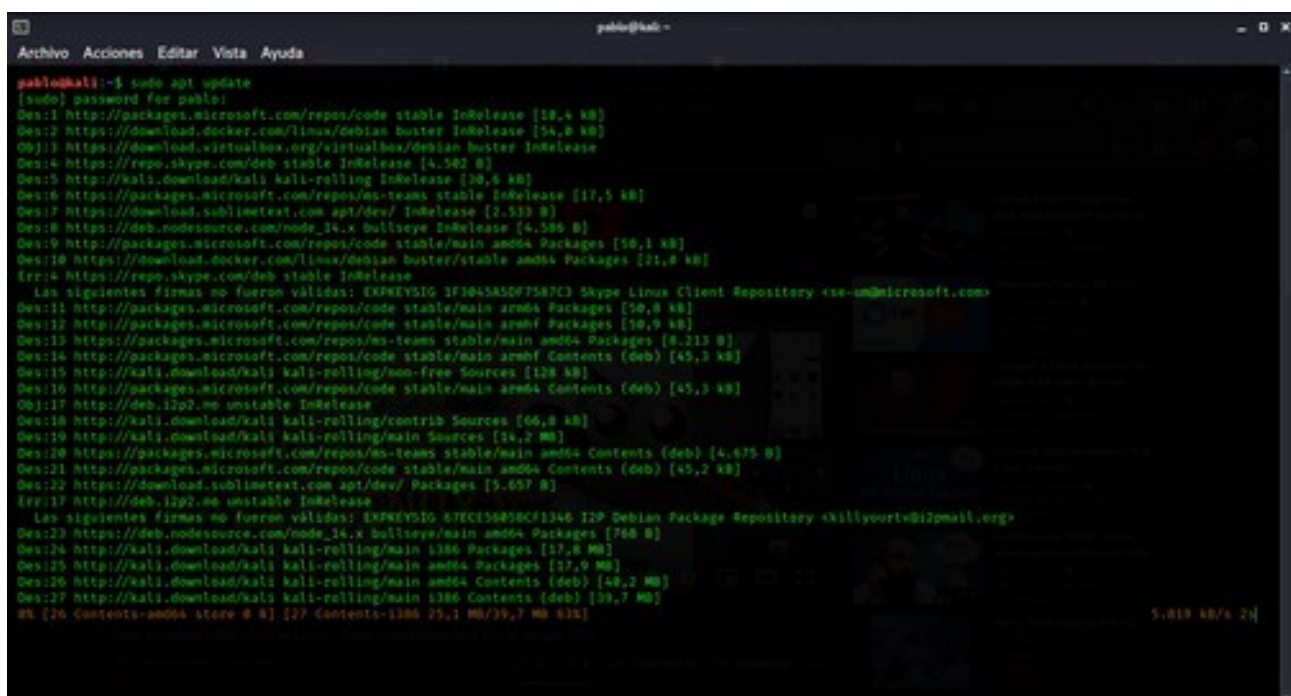 pablo@kali: ~
Archivo Acciones Editar Vista Ayuda
pablo@kali:~$ sudo apt update
[sudo] password for pablo:
Des:1 http://packages.microsoft.com/repos/code stable InRelease [10,4 kB]
Des:2 https://download.docker.com/linux/debian buster InRelease [54,0 kB]
Obj:3 https://download.virtualbox.org/virtualbox/debian buster InRelease
Des:4 https://repo.skype.com/deb stable InRelease [4.502 B]
Des:5 http://kali.download/kali kali-rolling InRelease [30,6 kB]
Des:6 https://packages.microsoft.com/repos/ms-teams stable InRelease [17,5 kB]
Des:7 https://download.sublimetext.com apt/dev/ InRelease [2.533 B]
Des:8 https://deb.nodesource.com/node_14.x bullseye InRelease [4.586 B]
Des:9 http://packages.microsoft.com/repos/code stable/main amd64 Packages [50,1 kB]
Des:10 https://download.docker.com/linux/debian buster/stable amd64 Packages [21,8 kB]
Err:4 https://repo.skype.com/deb stable InRelease
Las siguientes firmas no fueron válidas: EXPKEYSIG 1F3045A5DF7587C3 Skype Linux Client Repository <se-um@microsoft.com>
Des:11 http://packages.microsoft.com/repos/code stable/main arm64 Packages [50,8 kB]
Des:12 http://packages.microsoft.com/repos/code stable/main armhf Packages [50,9 kB]
Des:13 https://packages.microsoft.com/repos/ms-teams stable/main amd64 Packages [8.213 B]
Des:14 http://packages.microsoft.com/repos/code stable/main armhf Contents (deb) [45,3 kB]
Des:15 http://kali.download/kali kali-rolling/non-free Sources [128 kB]
Des:16 http://packages.microsoft.com/repos/code stable/main arm64 Contents (deb) [45,3 kB]
Obj:17 http://deb.i2p2.no unstable InRelease
Des:18 http://kali.download/kali kali-rolling/contrib Sources [66,8 kB]
Des:19 http://kali.download/kali kali-rolling/main Sources [14,2 MB]
Des:20 https://packages.microsoft.com/repos/ms-teams stable/main amd64 Contents (deb) [4.675 B]
Des:21 http://packages.microsoft.com/repos/code stable/main amd64 Contents (deb) [45,2 kB]
Des:22 https://download.sublimetext.com apt/dev/ Packages [5.657 B]
Err:17 http://deb.i2p2.no unstable InRelease
Las siguientes firmas no fueron válidas: EXPKEYSIG 67ECE5605BCF1346 I2P Debian Package Repository <killyourtv@i2pmail.org>
Des:23 https://deb.nodesource.com/node_14.x bullseye/main amd64 Packages [768 B]
Des:24 http://kali.download/kali kali-rolling/main i386 Packages [17,8 MB]
Des:25 http://kali.download/kali kali-rolling/main amd64 Packages [17,9 MB]
Des:26 http://kali.download/kali kali-rolling/main amd64 Contents (deb) [40,2 MB]
Des:27 http://kali.download/kali kali-rolling/main i386 Contents (deb) [39,7 MB]
0% [26 Contents-amd64 store 0 B] [27 Contents-i386 25,1 MB/39,7 MB 63%] 5.819 kB/s 2s